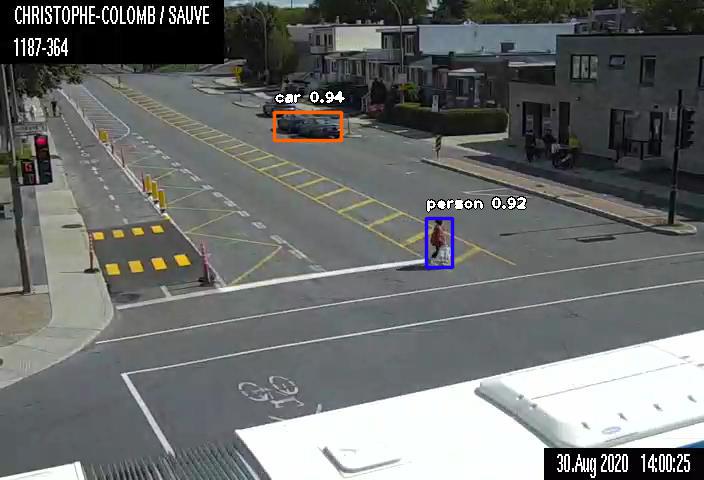 CHRISTOPHE-COLOMB / SAUVE
1187-364
car 0.94
person 0.92
30.Aug 2020 14:00:25